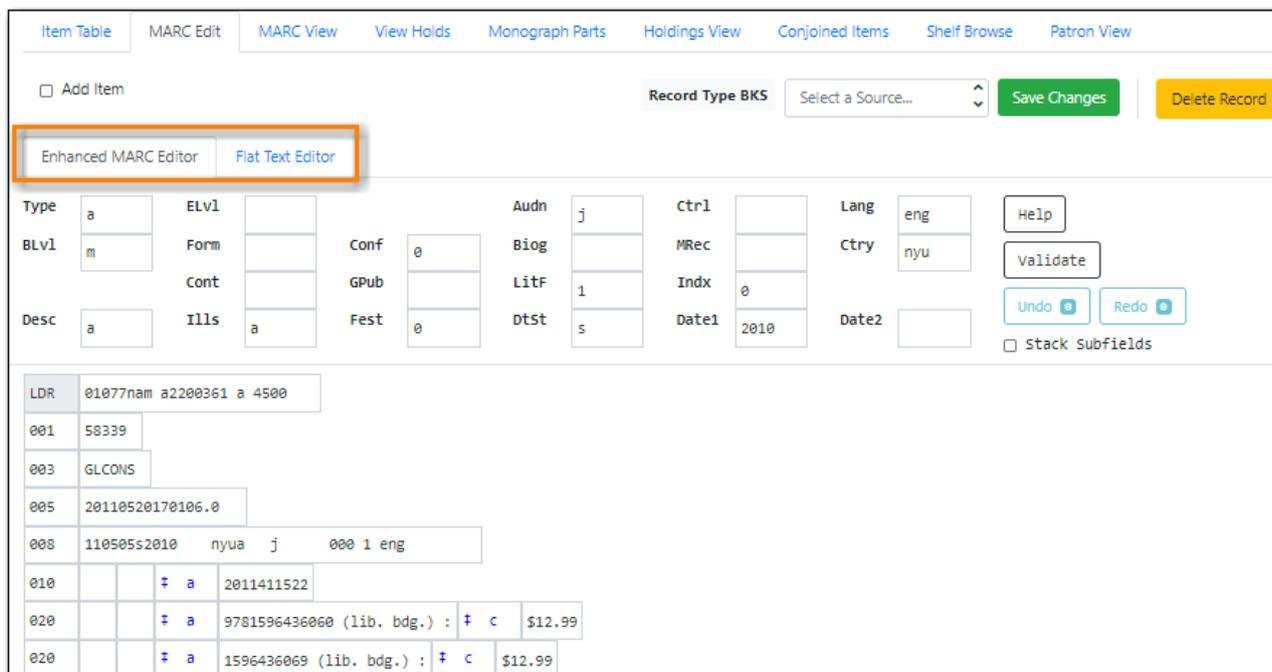 Item Table MARC Edit MARC View View Holds Monograph Parts Holdings View Conjoined Items Shelf Browse Patron View
Add Item Record Type BKS Select a Source... Save Changes Delete Record
Enhanced MARC Editor Flat Text Editor
Type a ELvl Audn j Ctrl Lang eng Help
BLvl m Form Conf 0 Biog MRec Ctry nyu Validate
Cont GPub LitF 1 Indx 0 Undo 0 Redo 0
Desc a Ills a Fest 0 DtSt s Date1 2010 Date2
Stack Subfields
LDR 01077nam a2200361 a 4500
001 58339
003 GLCONS
005 20110520170106.0
008 110505s2010 nyua j 000 1 eng
010 ‡ a 2011411522
020 ‡ a 9781596436060 (lib. bdg.) : ‡ c $12.99
020 ‡ a 1596436069 (lib. bdg.) : ‡ c $12.99